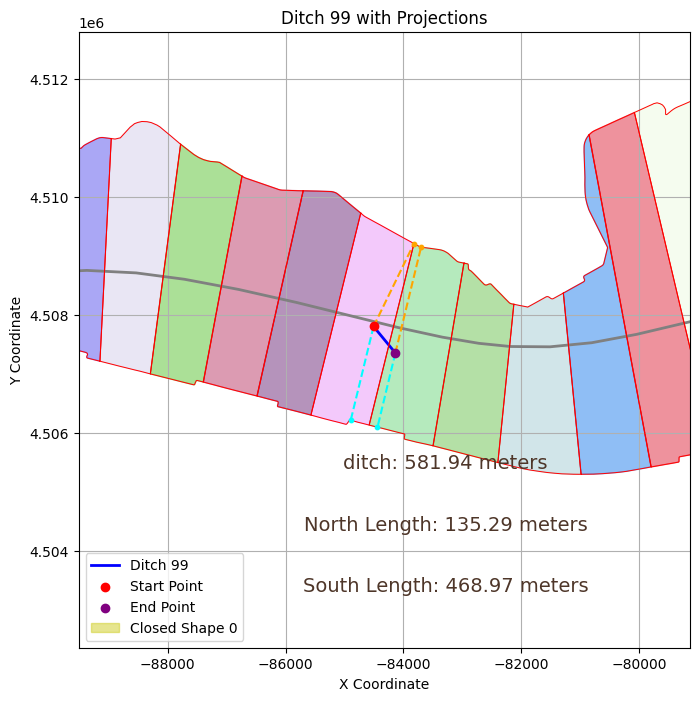 Ditch 99 with Projections
1e6
4.512
4.510
4.508
4.506
4.504
Y Coordinate
ditch: 581.94 meters
North Length: 135.29 meters
South Length: 468.97 meters
Ditch 99
Start Point
End Point
Closed Shape 0
−88000 −86000 −84000 −82000 −80000
X Coordinate